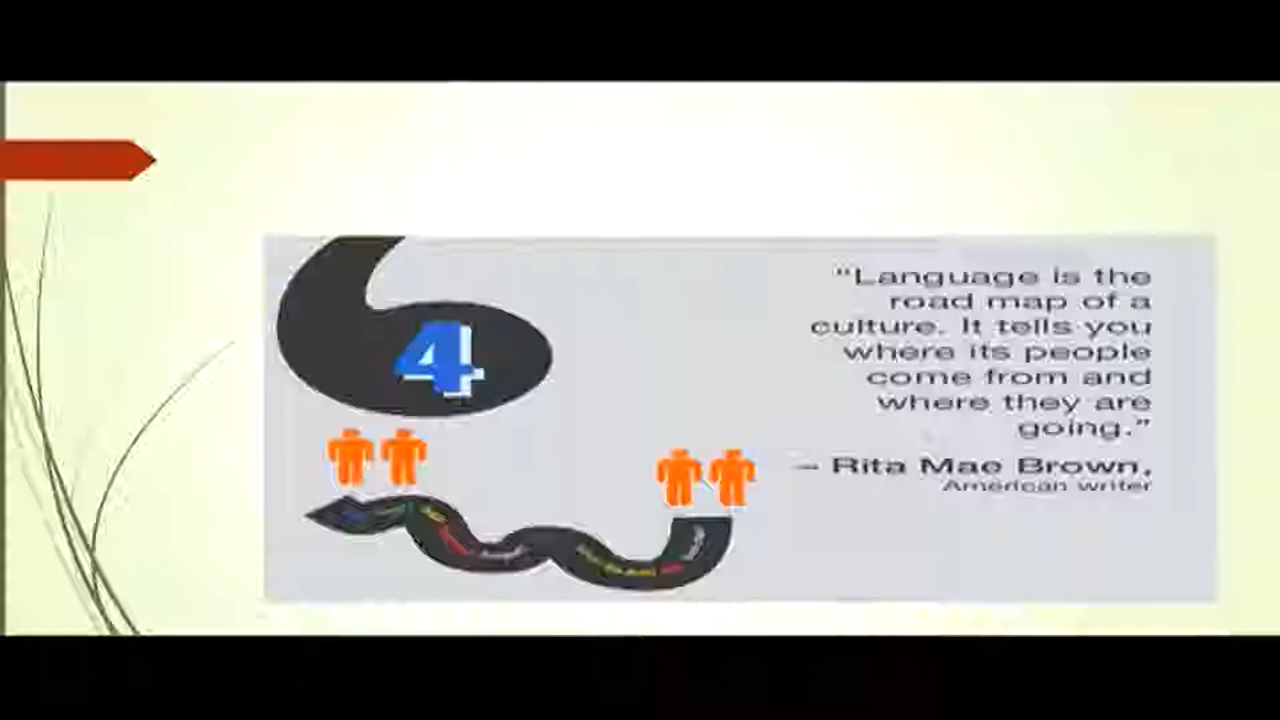 4
“Language is the
road map of a
culture. It tells you
where its people
come from and
where they are
going.”
– Rita Mae Brown,
American writer